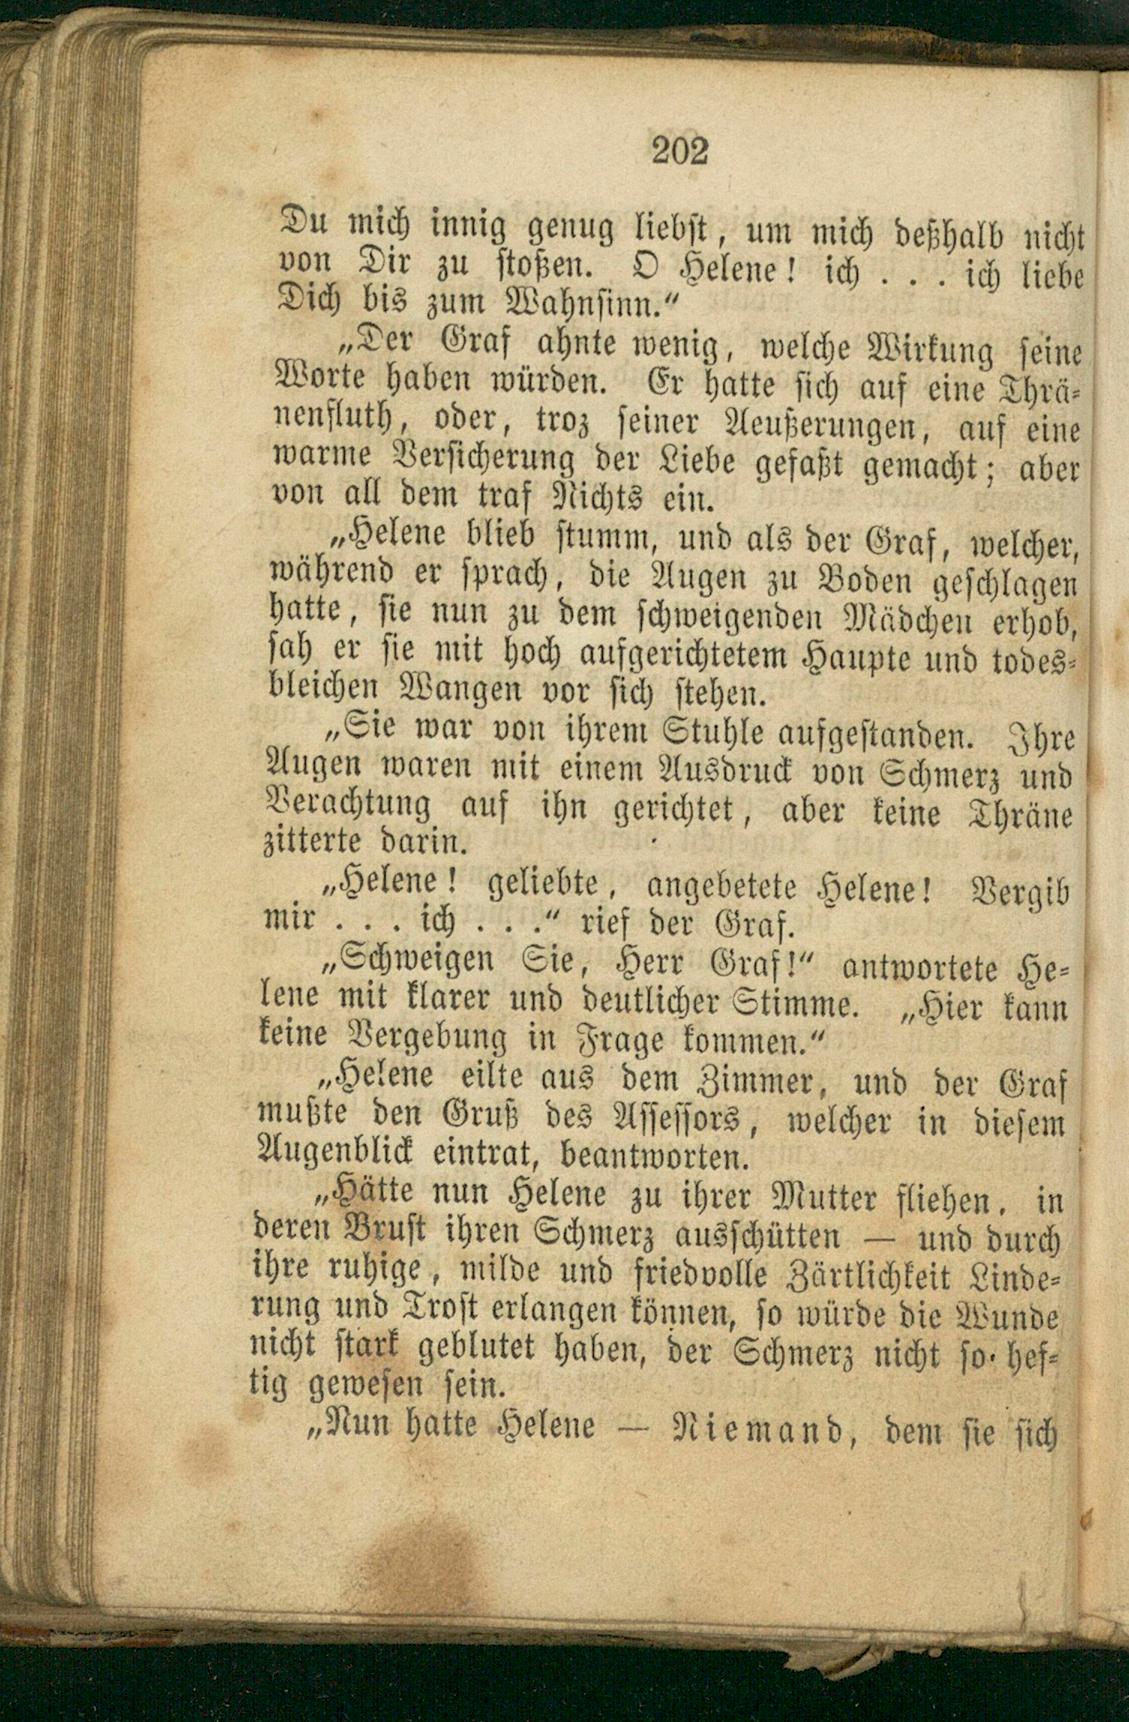 202
Du mich innig genug liebst, um mich deßhalb nicht
von Dir zu stoßen. O Helene! ich . . . ich liebe
Dich bis zum Wahnsinn.“
„Der Graf ahnte wenig, welche Wirkung seine
Worte haben würden. Er hatte sich auf eine Thrä-
nenfluth, oder, troz seiner Aeußerungen, auf eine
warme Versicherung der Liebe gefaßt gemacht; aber
von all dem traf Nichts ein.
„Helene blieb stumm, und als der Graf, welcher,
während er sprach, die Augen zu Boden geschlagen
hatte, sie nun zu dem schweigenden Mädchen erhob,
sah er sie mit hoch aufgerichtetem Haupte und todes-
bleichen Wangen vor sich stehen.
„Sie war von ihrem Stuhle aufgestanden. Ihre
Augen waren mit einem Ausdruck von Schmerz und
Verachtung auf ihn gerichtet, aber keine Thräne
zitterte darin.
„Helene! geliebte, angebetete Helene! Vergib
mir . . . ich . . .“ rief der Graf.
„Schweigen Sie, Herr Graf!“ antwortete He-
lene mit klarer und deutlicher Stimme. „Hier kann
keine Vergebung in Frage kommen.“
„Helene eilte aus dem Zimmer, und der Graf
mußte den Gruß des Assessors, welcher in diesem
Augenblick eintrat, beantworten.
„Hätte nun Helene zu ihrer Mutter fliehen, in
deren Brust ihren Schmerz ausschütten — und durch
ihre ruhige, milde und friedvolle Zärtlichkeit Linde-
rung und Trost erlangen können, so würde die Wunde
nicht stark geblutet haben, der Schmerz nicht so hef-
tig gewesen sein.
„Nun hatte Helene — Niemand, dem sie sich